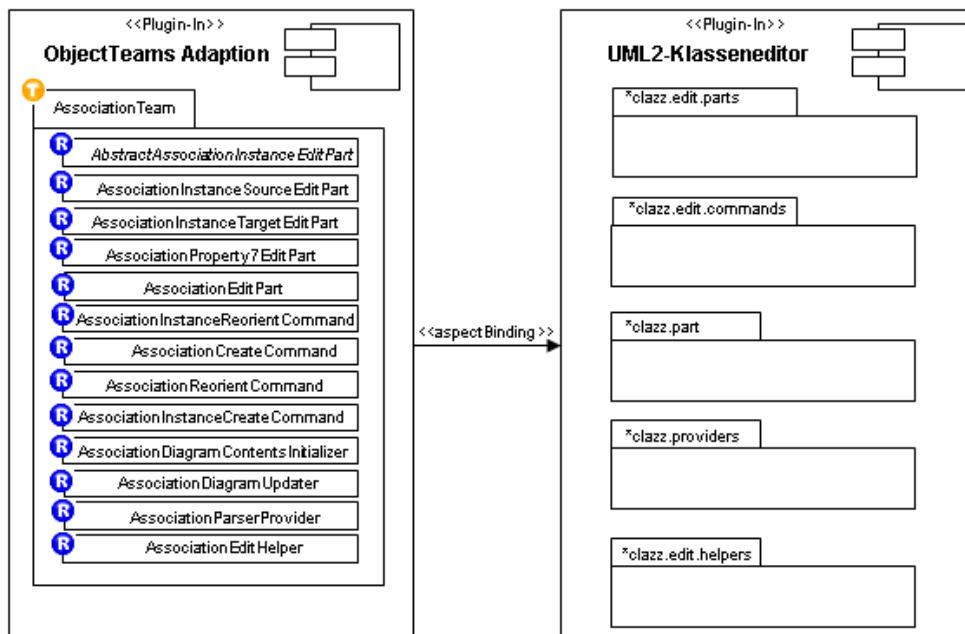 <<Plugin-In>>
ObjectTeams Adaption
T
AssociationTeam
R
AbstractAssociationInstanceEditPart
R
AssociationInstanceSourceEditPart
R
AssociationInstanceTargetEditPart
R
AssociationProperty7EditPart
R
AssociationEditPart
R
AssociationInstanceReorientCommand
R
AssociationCreateCommand
R
AssociationReorientCommand
R
AssociationInstanceCreateCommand
R
AssociationDiagramContentsInitializer
R
AssociationDiagramUpdater
R
AssociationParserProvider
R
AssociationEditHelper
<<aspectBinding>>
<<Plugin-In>>
UML2-Klasseneditor
*clazz.edit.parts
*clazz.edit.commands
*clazz.part
*clazz.providers
*clazz.edit.helpers